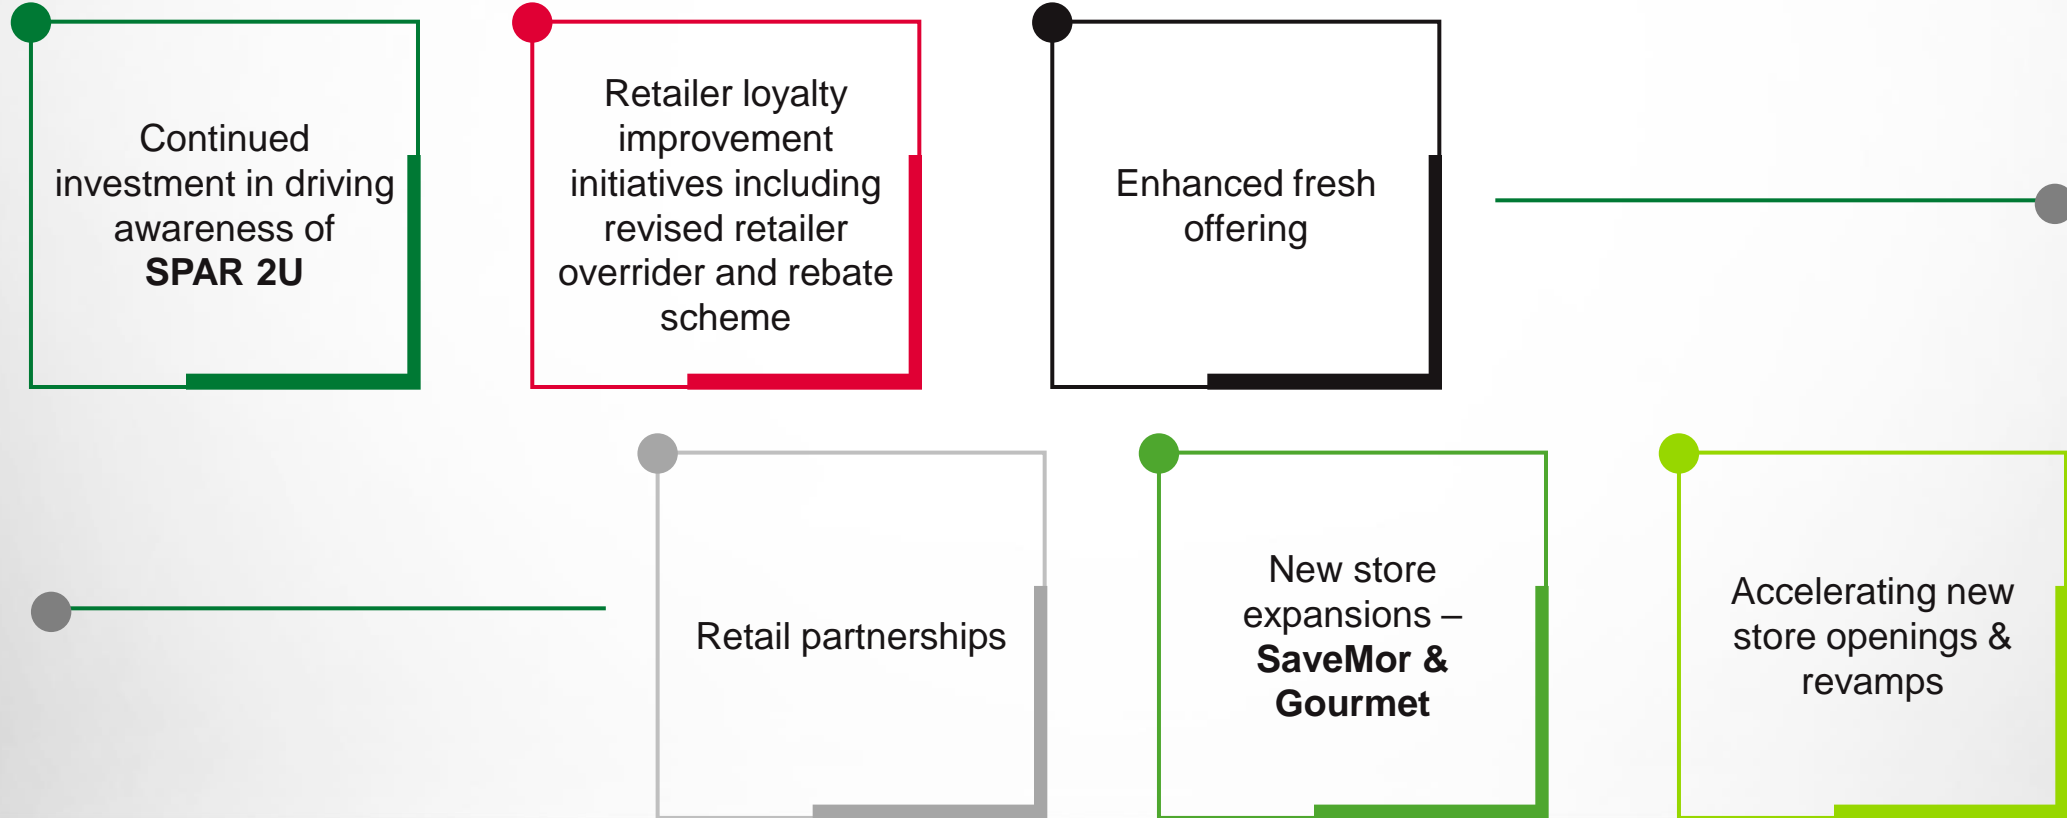 Continued
investment in driving
awareness of
SPAR 2U
Retailer loyalty
improvement
initiatives including
revised retailer
overrider and rebate
scheme
Enhanced fresh
offering
Retail partnerships
New store
expansions –
SaveMor &
Gourmet
Accelerating new
store openings &
revamps